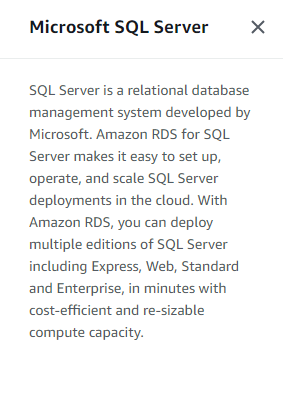 Microsoft SQL Server
SQL Server is a relational database
management system developed by
Microsoft. Amazon RDS for SQL
Server makes it easy to set up,
operate, and scale SQL Server
deployments in the cloud. With
Amazon RDS, you can deploy
multiple editions of SQL Server
including Express, Web, Standard
and Enterprise, in minutes with
cost-efficient and re-sizable
compute capacity.